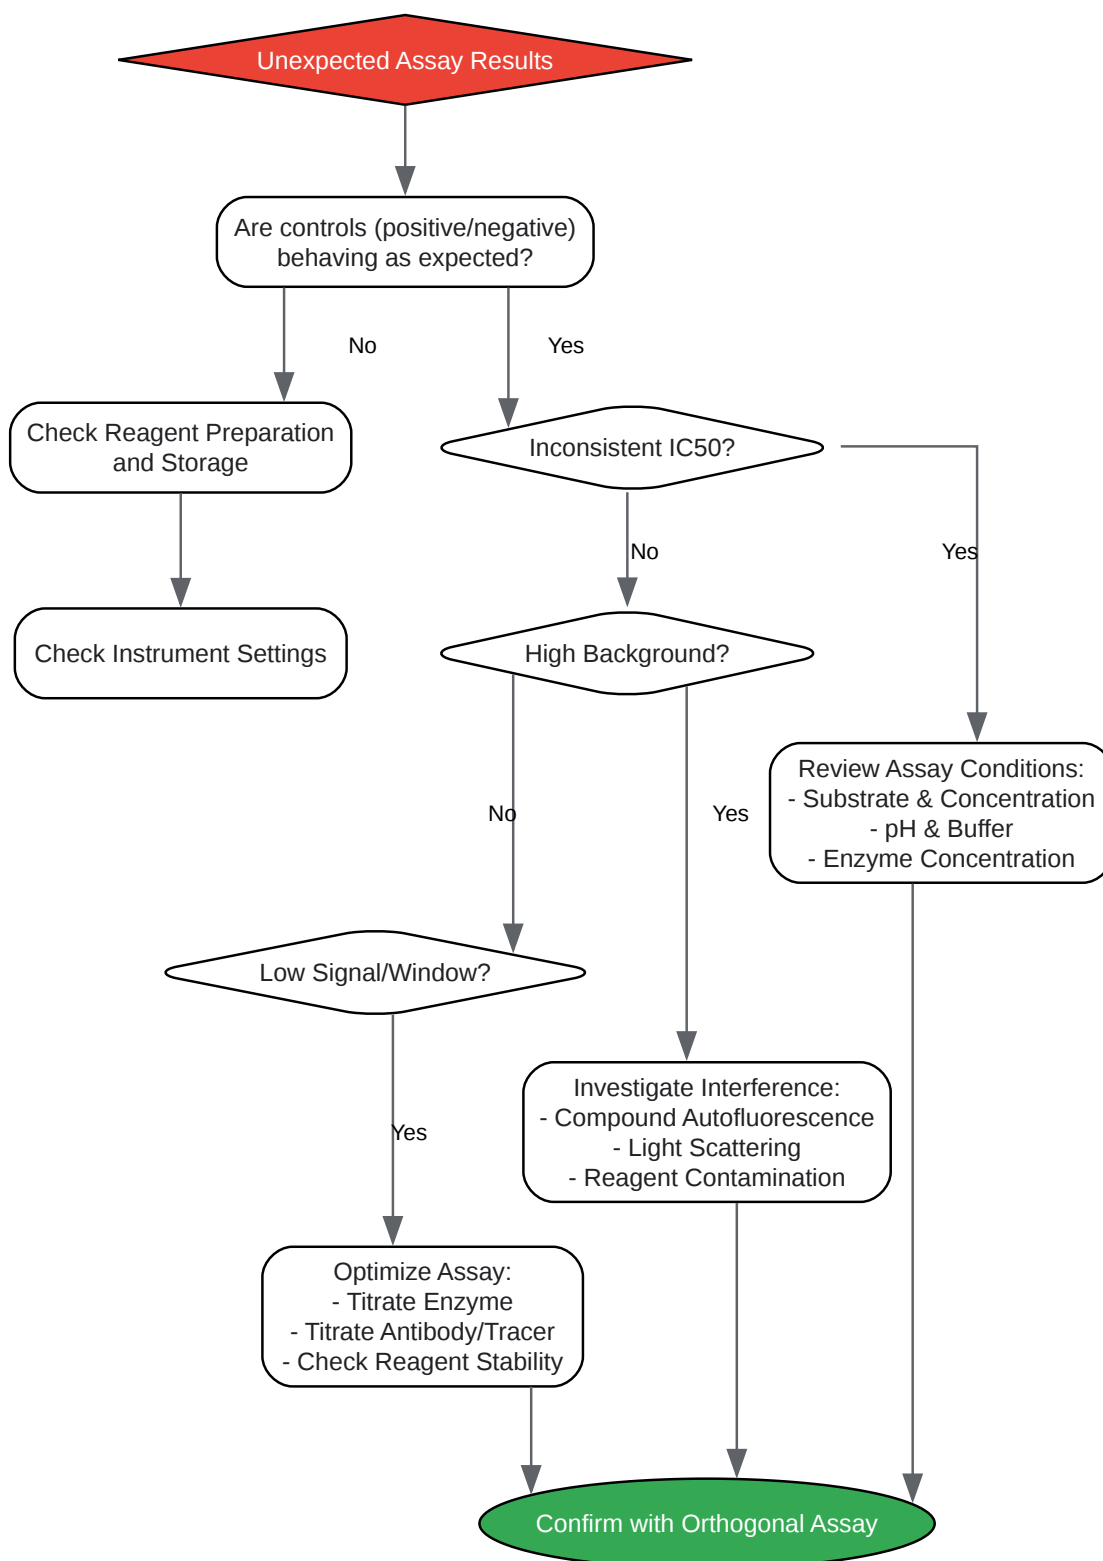 Unexpected Assay Results
Are controls (positive/negative)
behaving as expected?
No
Yes
Check Reagent Preparation
and Storage
Inconsistent IC50?
No
Yes
Check Instrument Settings
High Background?
Review Assay Conditions:
- Substrate & Concentration
- pH & Buffer
- Enzyme Concentration
No
Yes
Low Signal/Window?
Investigate Interference:
- Compound Autofluorescence
- Light Scattering
- Reagent Contamination
Yes
Optimize Assay:
- Titrate Enzyme
- Titrate Antibody/Tracer
- Check Reagent Stability
Confirm with Orthogonal Assay